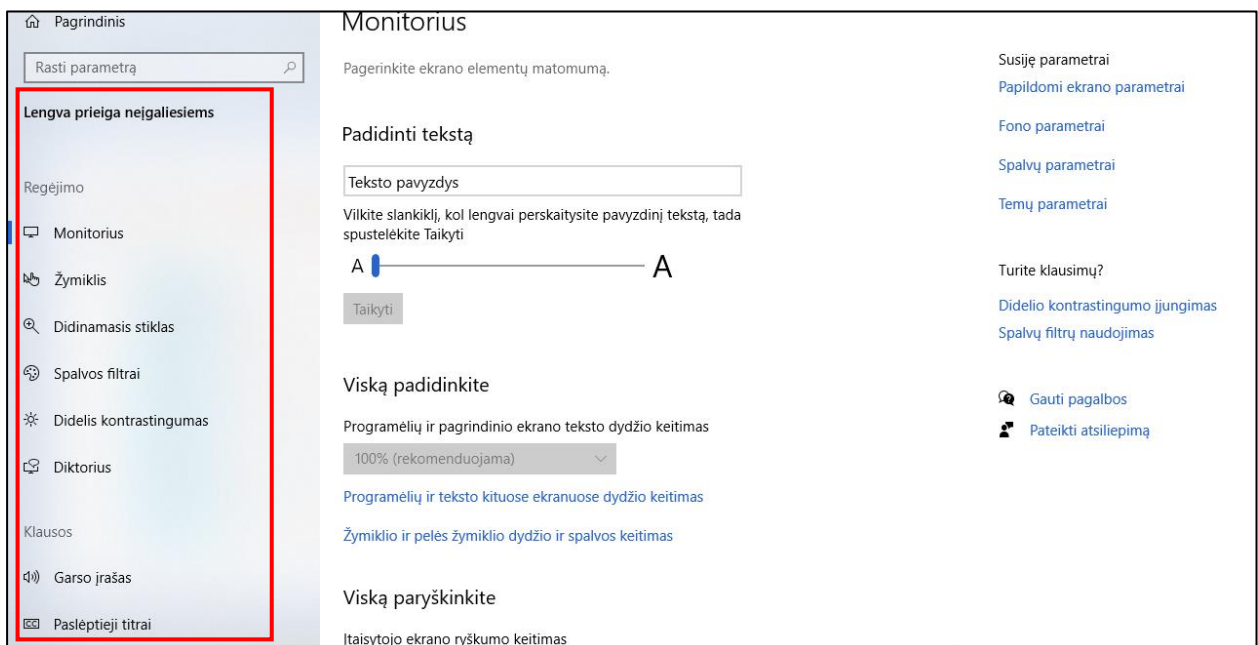 Pagrindinis
Rasti parametrą
Lengva prieiga neįgaliesiems
Regėjimo
Monitorius
Žymiklis
Didinamasis stiklas
Spalvos filtrai
Didelis kontrastingumas
Diktorius
Klausos
Garso įrašas
Paslėptieji titrai
Monitorius
Pagerinkite ekrano elementų matomumą.
Padidinti tekstą
Teksto pavyzdys
Vilkite slankiklį, kol lengvai perskaitysite pavyzdinį tekstą, tada
spustelėkite Taikyti
A A
Taikyti
Viską padidinkite
Programėlių ir pagrindinio ekrano teksto dydžio keitimas
100% (rekomenduojama)
Programėlių ir teksto kituose ekranuose dydžio keitimas
Žymiklio ir pelės žymiklio dydžio ir spalvos keitimas
Viską paryškinkite
Įtaisytojo ekrano ryškumo keitimas
Susiję parametrai
Papildomi ekrano parametrai
Fono parametrai
Spalvų parametrai
Temų parametrai
Turite klausimų?
Didelio kontrastingumo įjungimas
Spalvų filtrų naudojimas
Gauti pagalbos
Pateikti atsiliepimą